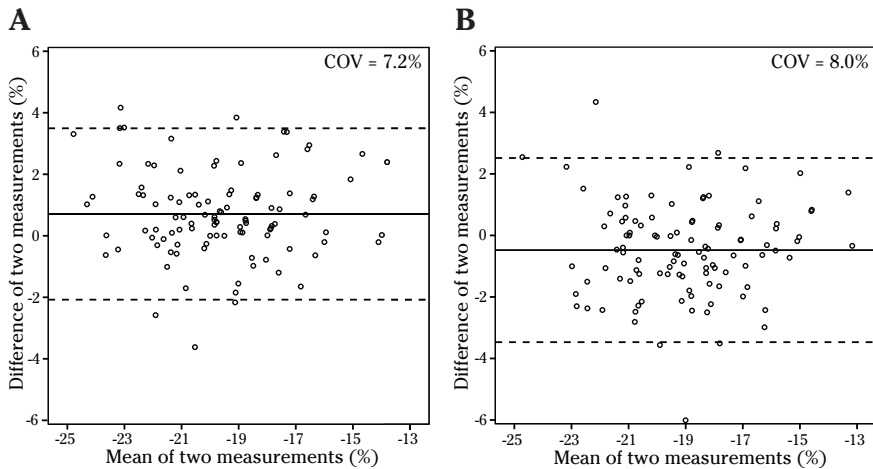 A
COV = 7.2%
Difference of two measurements (%)
6
4
2
0
-2
-4
-6
-25 -23 -21 -19 -17 -15 -13
Mean of two measurements (%)
B
COV = 8.0%
Difference of two measurements (%)
6
4
2
0
-2
-4
-6
-25 -23 -21 -19 -17 -15 -13
Mean of two measurements (%)